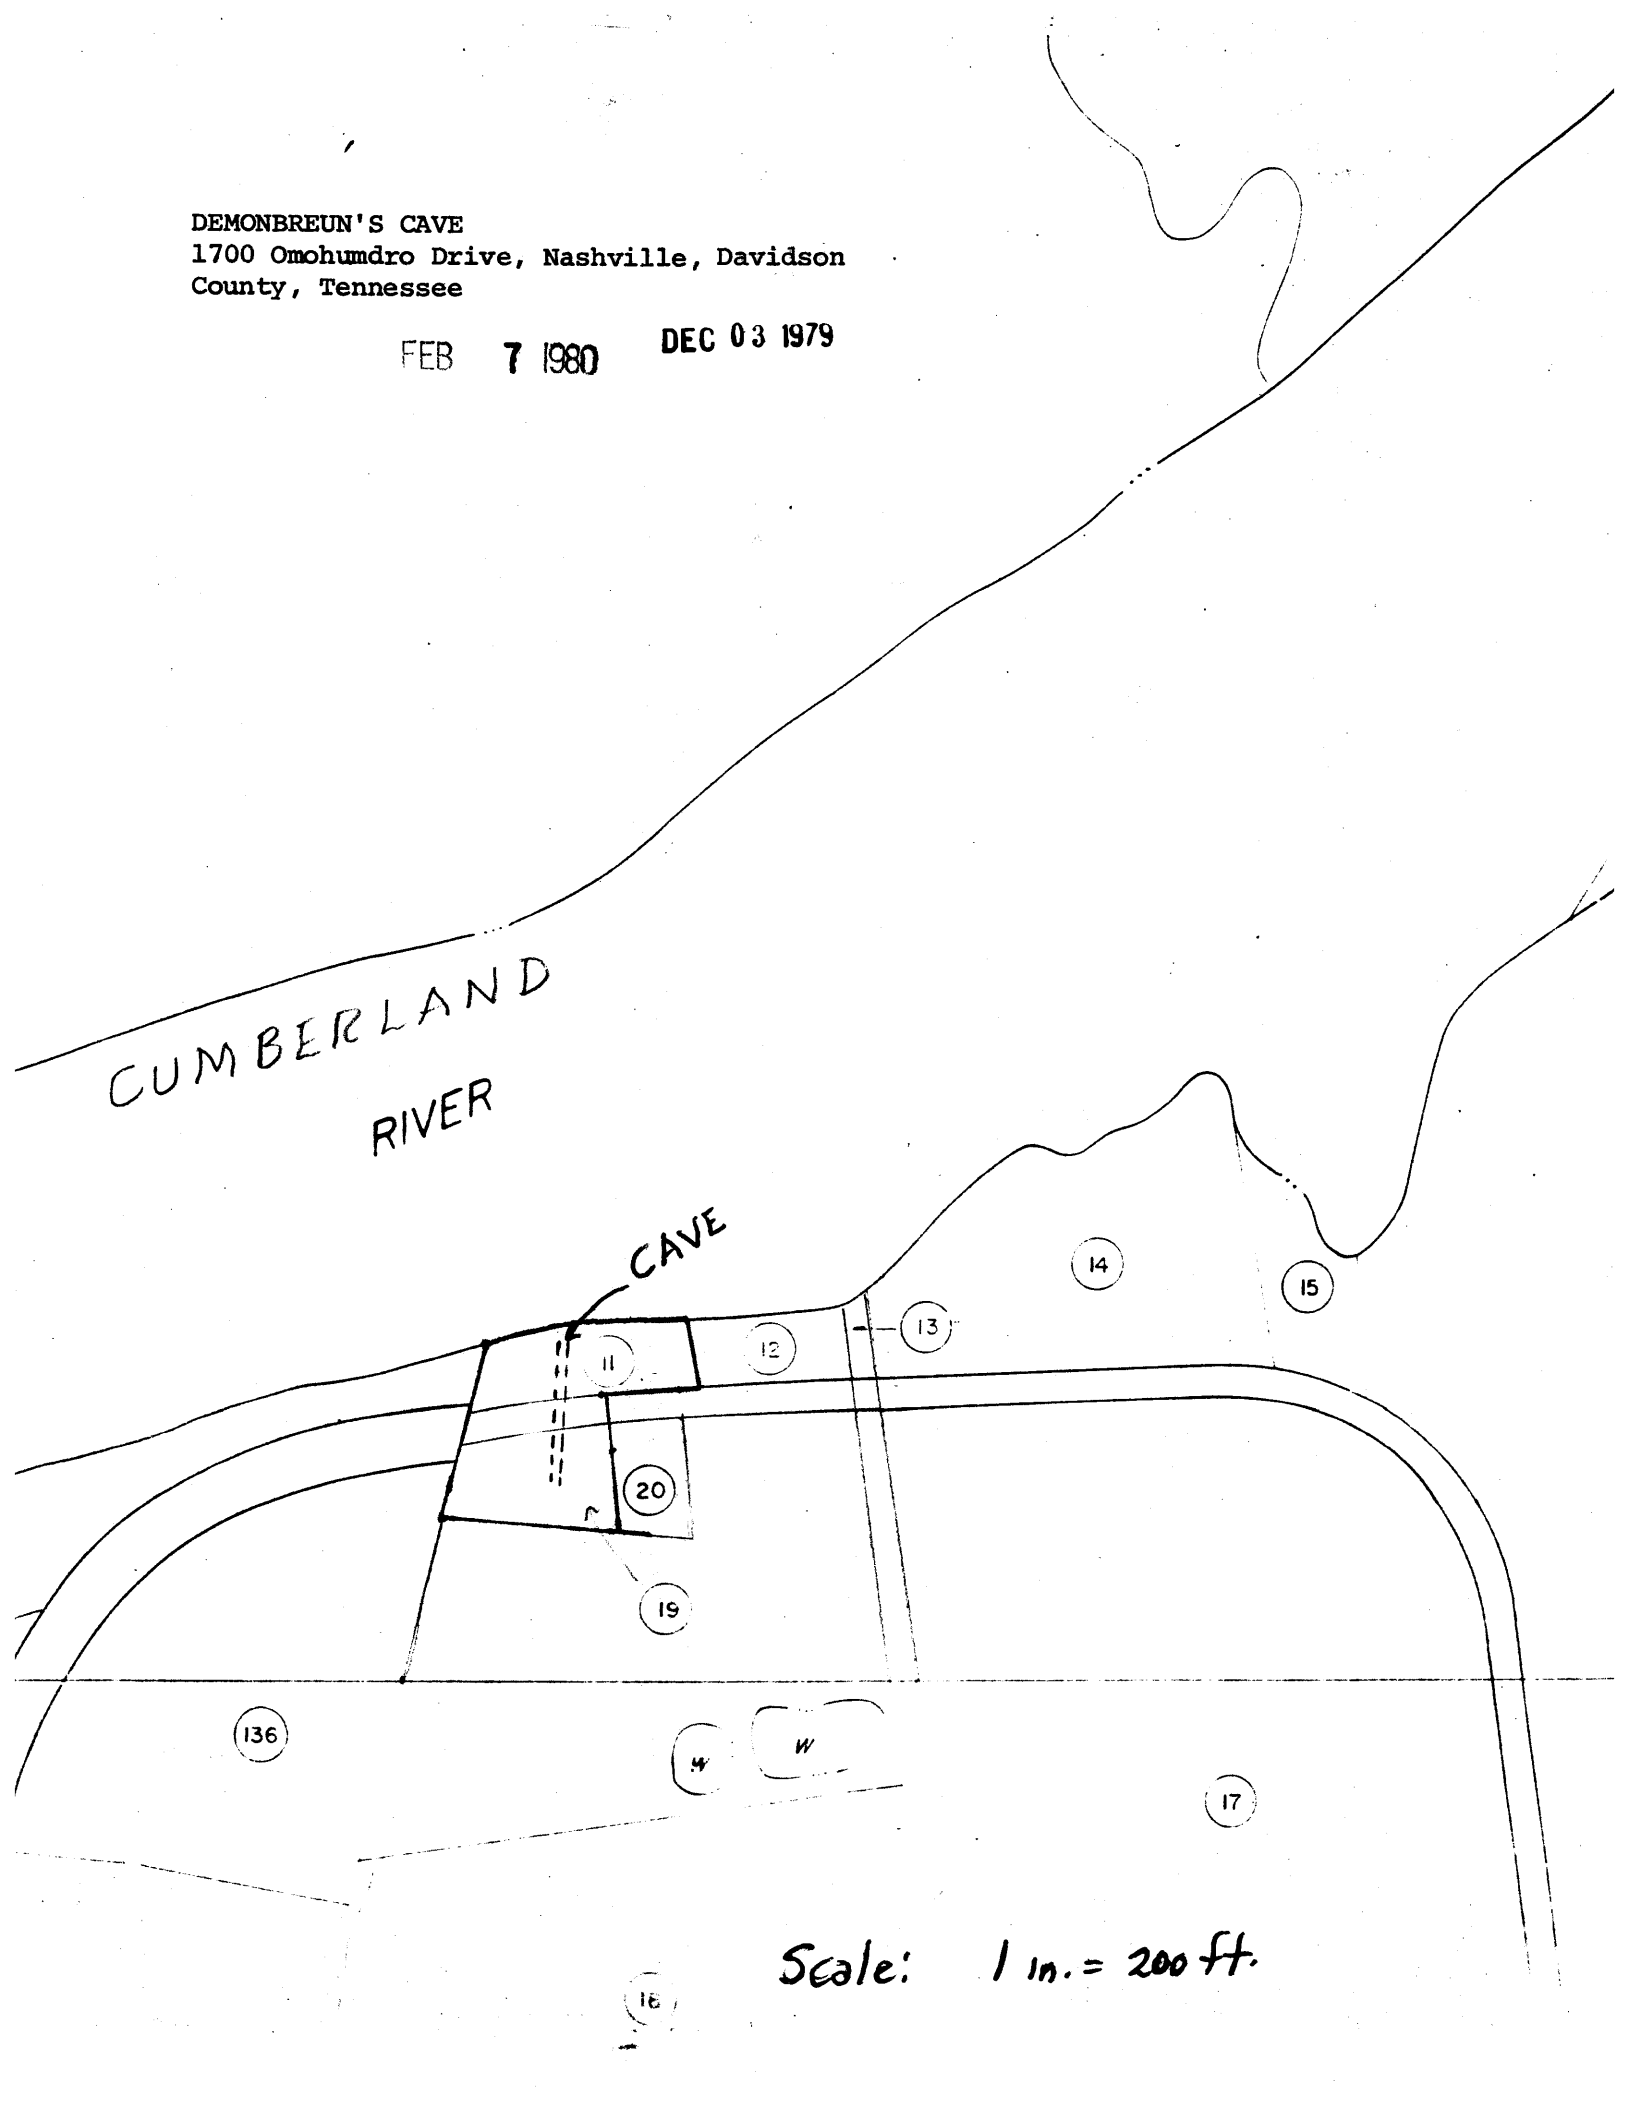 DEMONBREUN'S CAVE
1700 Omohumdro Drive, Nashville, Davidson
County, Tennessee
FEB 7 1980
DEC 03 1979
CUMBERLAND
RIVER
CAVE
14
15
13
12
11
20
19
136
W
W
17
Scale: 1 in. = 200 ft.